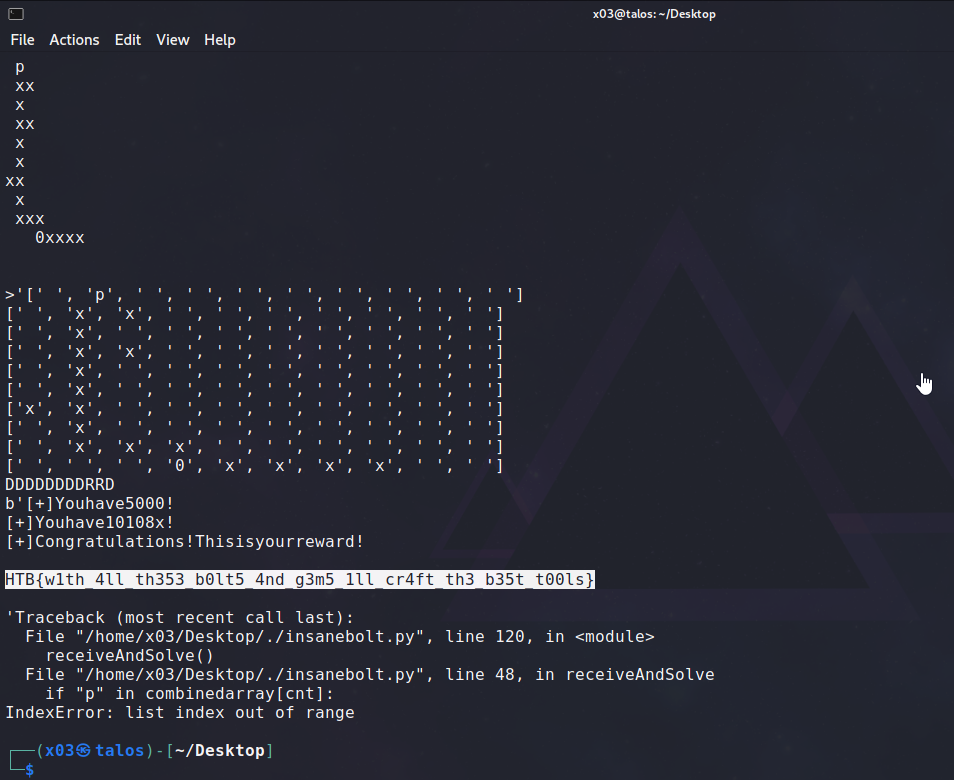 x03@talos: ~/Desktop
File Actions Edit View Help
 p
 xx
 x
 xx
 x
 x
xx
 x
 xxx
   0xxxx
>'[' ', 'p', ' ', ' ', ' ', ' ', ' ', ' ', ' ', ' ']
[' ', 'x', 'x', ' ', ' ', ' ', ' ', ' ', ' ', ' ']
[' ', 'x', ' ', ' ', ' ', ' ', ' ', ' ', ' ', ' ']
[' ', 'x', 'x', ' ', ' ', ' ', ' ', ' ', ' ', ' ']
[' ', 'x', ' ', ' ', ' ', ' ', ' ', ' ', ' ', ' ']
[' ', 'x', ' ', ' ', ' ', ' ', ' ', ' ', ' ', ' ']
['x', 'x', ' ', ' ', ' ', ' ', ' ', ' ', ' ', ' ']
[' ', 'x', ' ', ' ', ' ', ' ', ' ', ' ', ' ', ' ']
[' ', 'x', 'x', 'x', ' ', ' ', ' ', ' ', ' ', ' ']
[' ', ' ', ' ', '0', 'x', 'x', 'x', 'x', ' ', ' ']
DDDDDDDDRRD
b'[+]Youhave5000!
[+]Youhave10108x!
[+]Congratulations!Thisisyourreward!
HTB{w1th_4ll_th353_b0lt5_4nd_g3m5_1ll_cr4ft_th3_b35t_t00ls}
'Traceback (most recent call last):
  File "/home/x03/Desktop/./insanebolt.py", line 120, in <module>
    receiveAndSolve()
  File "/home/x03/Desktop/./insanebolt.py", line 48, in receiveAndSolve
    if "p" in combinedarray[cnt]:
IndexError: list index out of range
┌──(x03㉿talos)-[~/Desktop]
└─$